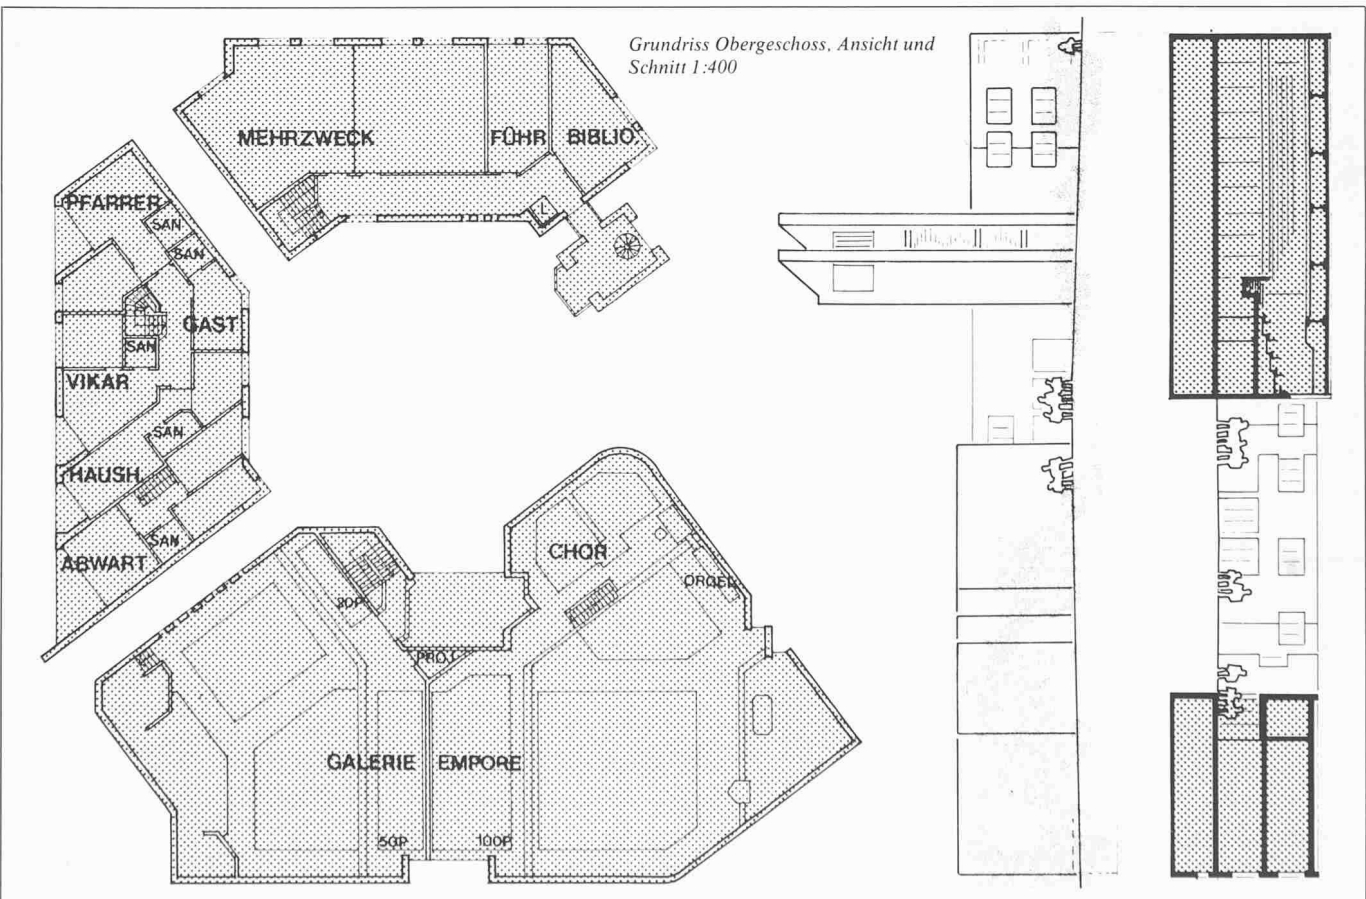 Grundriss Obergeschoss, Ansicht und
Schnitt 1:400
MEHRZWECK
FÜHR
BIBLIO.
L
PFARRER
SAN
SAN
GAST
SAN
VIKAR
SAN
HAUSH.
SAN
ABWART
CHOR
ORGEL
20P
PROJ.
GALERIE
EMPORE
50P
100P